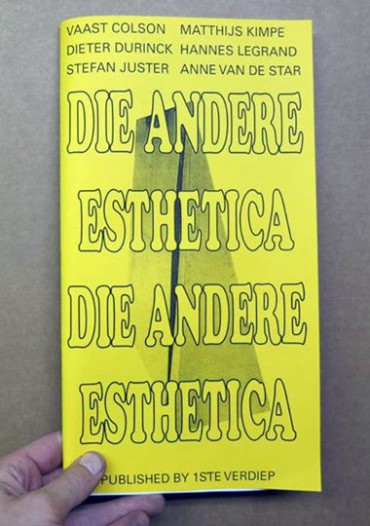 VAAST COLSON MATTHIJS KIMPE
DIETER DURINCK HANNES LEGRAND
STEFAN JUSTER ANNE VAN DE STAR
DIE ANDERE
ESTHETICA
DIE ANDERE
ESTHETICA
PUBLISHED BY 1STE VERDIEP